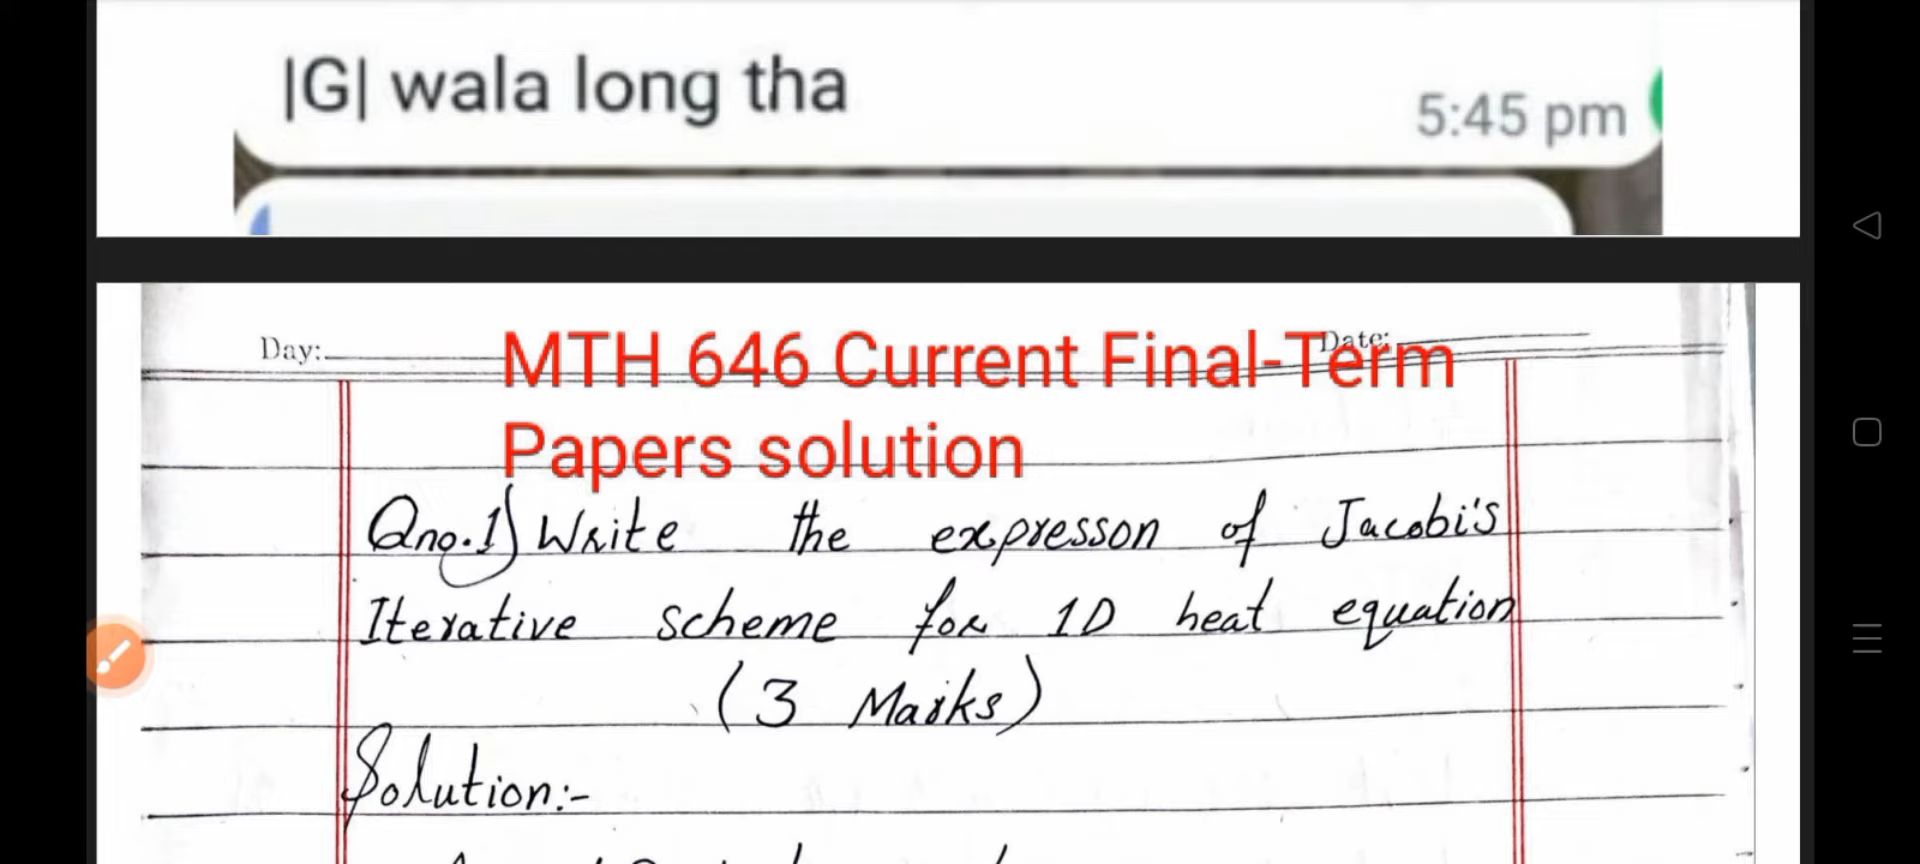 |G| wala long tha
5:45 pm
Day:
Date:
MTH 646 Current Final-Term
Papers solution
Qno.1) Write the expresson of Jacobi's
Iterative scheme for 1D heat equation
(3 Marks)
Solution:-